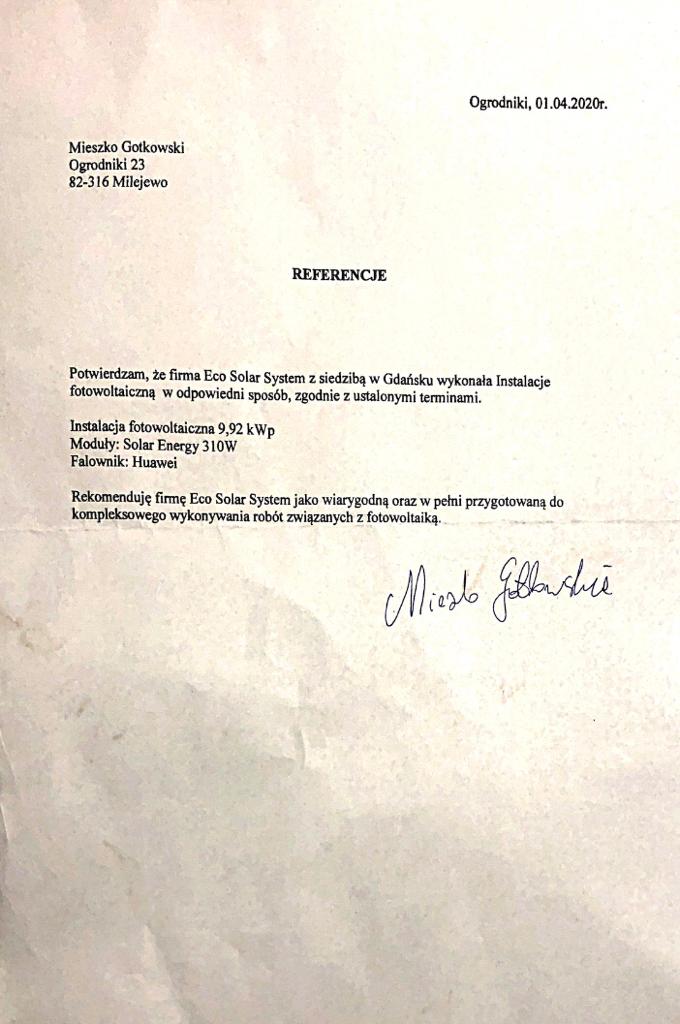 Ogrodniki, 01.04.2020r.
Mieszko Gotkowski
Ogrodniki 23
82-316 Milejewo
REFERENCJE
Potwierdzam, że firma Eco Solar System z siedzibą w Gdańsku wykonała Instalacje
fotowoltaiczną w odpowiedni sposób, zgodnie z ustalonymi terminami.
Instalacja fotowoltaiczna 9,92 kWp
Moduły: Solar Energy 310W
Falownik: Huawei
Rekomenduję firmę Eco Solar System jako wiarygodną oraz w pełni przygotowaną do
kompleksowego wykonywania robót związanych z fotowoltaiką.
Mieszko Gotkowski